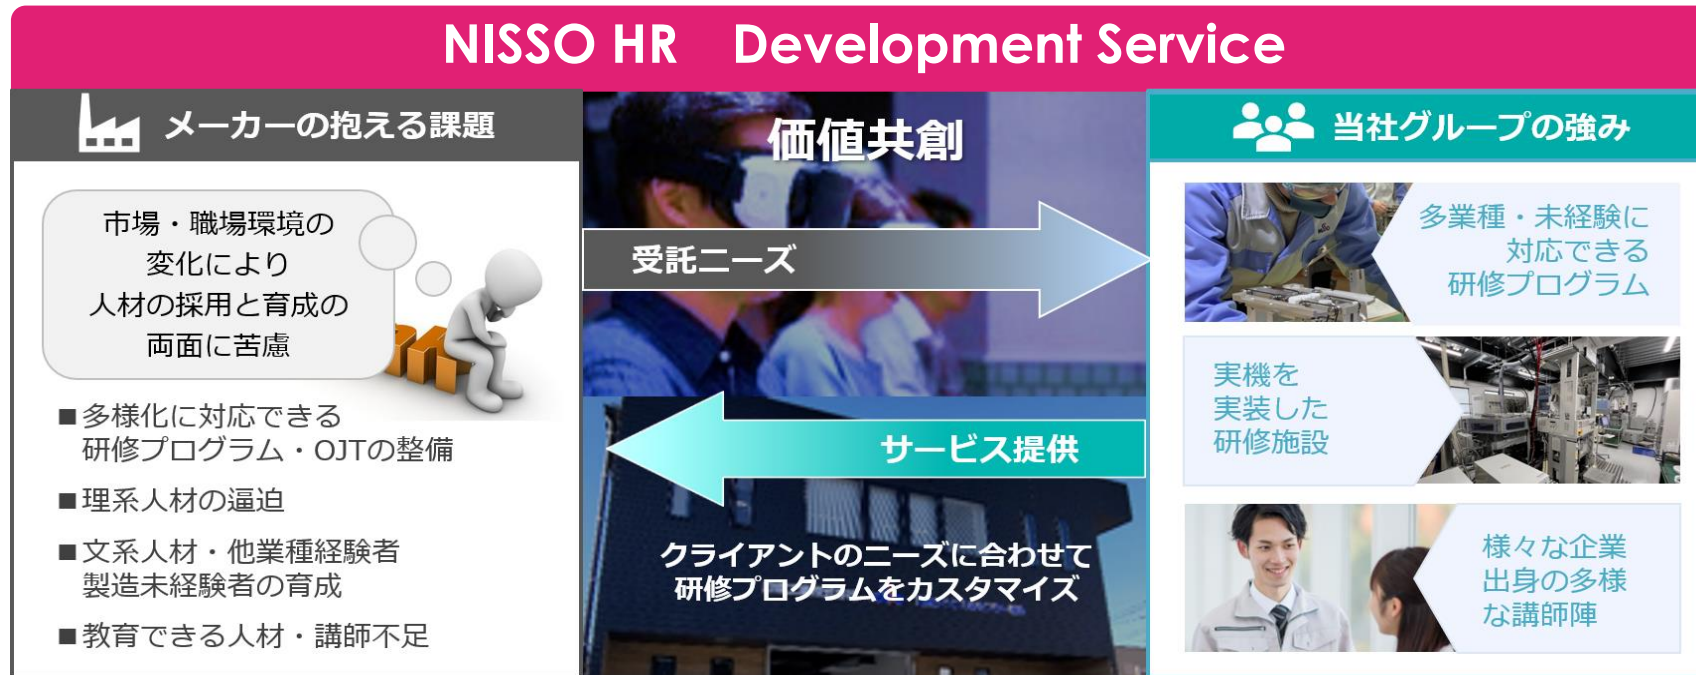 NISSO HR　Development Service
メーカーの抱える課題
市場・職場環境の
変化により
人材の採用と育成の
両面に苦慮
■多様化に対応できる
研修プログラム・OJTの整備
■理系人材の逼迫
■文系人材・他業種経験者
製造未経験者の育成
■教育できる人材・講師不足
価値共創
受託ニーズ
サービス提供
クライアントのニーズに合わせて
研修プログラムをカスタマイズ
当社グループの強み
多業種・未経験に
対応できる
研修プログラム
実機を
実装した
研修施設
様々な企業
出身の多様
な講師陣